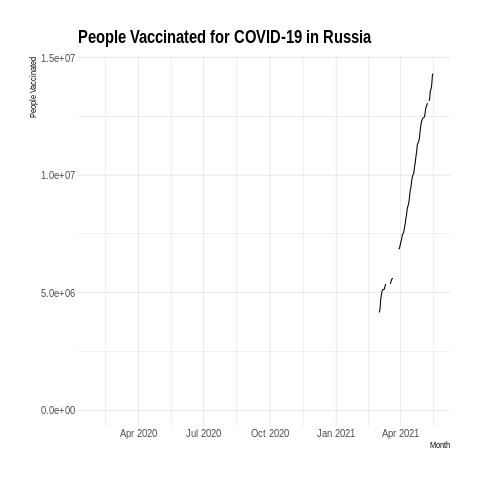 People Vaccinated for COVID-19 in Russia
People Vaccinated
1.5e+07
1.0e+07
5.0e+06
0.0e+00
Apr 2020 Jul 2020 Oct 2020 Jan 2021 Apr 2021
Month